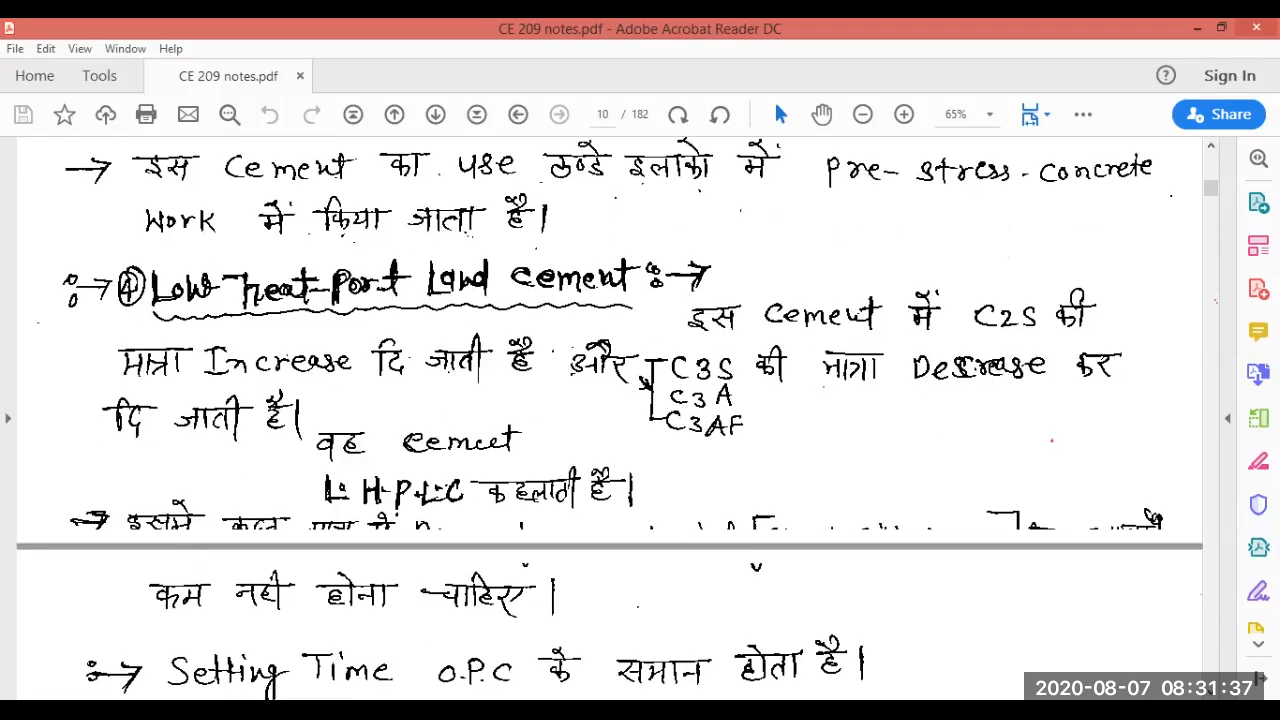 CE 209 notes.pdf - Adobe Acrobat Reader DC
File Edit View Window Help
Home Tools CE 209 notes.pdf × Sign In
10 / 182 65% Share
→ इस Cement का use ठण्डे इलाको में Pre-stress-concrete
Work में किया जाता है।
→ ④ Low Heat Port Land cement :→
इस Cement में C2S की
मात्रा Increase दि जाती है और C3S की मात्रा Descrease कर
C3A
दि जाती है। C3AF
वह cemeet
L.H.P.L.C कहलाती है।
→ इसमे
कम नही होना चाहिए।
:→ Setting Time O.P.C के समान होता है।
2020-08-07 08:31:37